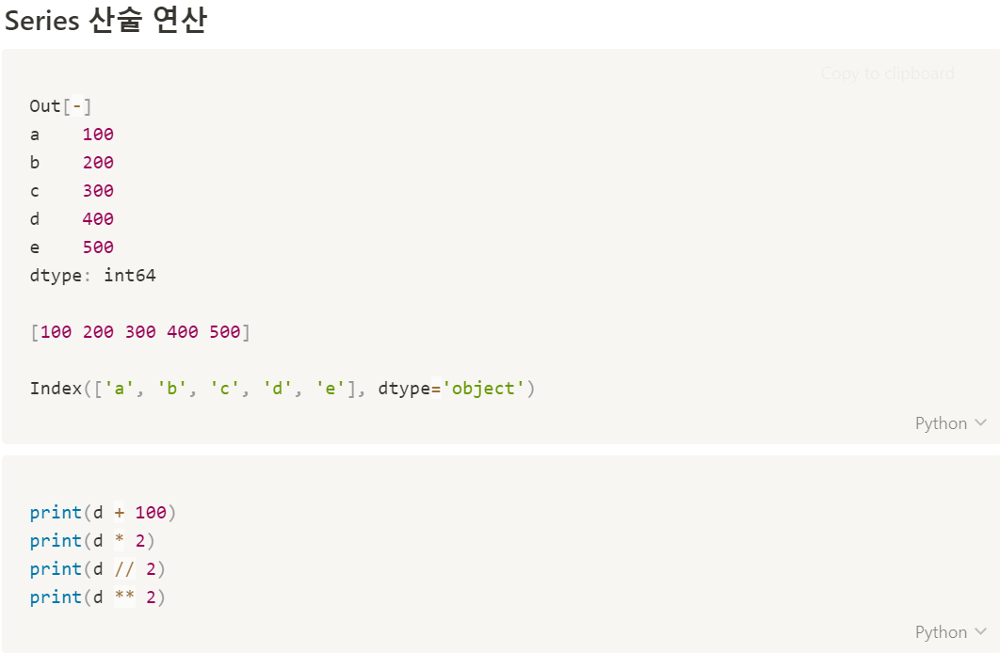 Series 산술 연산
Copy to clipboard
Out[-]
a    100
b    200
c    300
d    400
e    500
dtype: int64
[100 200 300 400 500]
Index(['a', 'b', 'c', 'd', 'e'], dtype='object')
Python
print(d + 100)
print(d * 2)
print(d // 2)
print(d ** 2)
Python